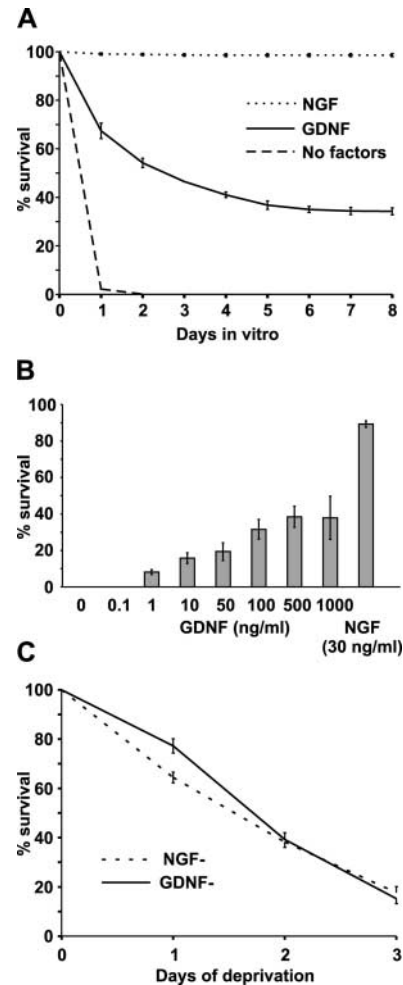 A
100
80
60
40
20
0
% survival
NGF
GDNF
No factors
0 1 2 3 4 5 6 7 8
Days in vitro
B
100
80
60
40
20
0
% survival
0 0.1 1 10 50 100 500 1000
GDNF (ng/ml)
NGF
(30 ng/ml)
C
100
80
60
40
20
0
% survival
NGF-
GDNF-
0 1 2 3
Days of deprivation